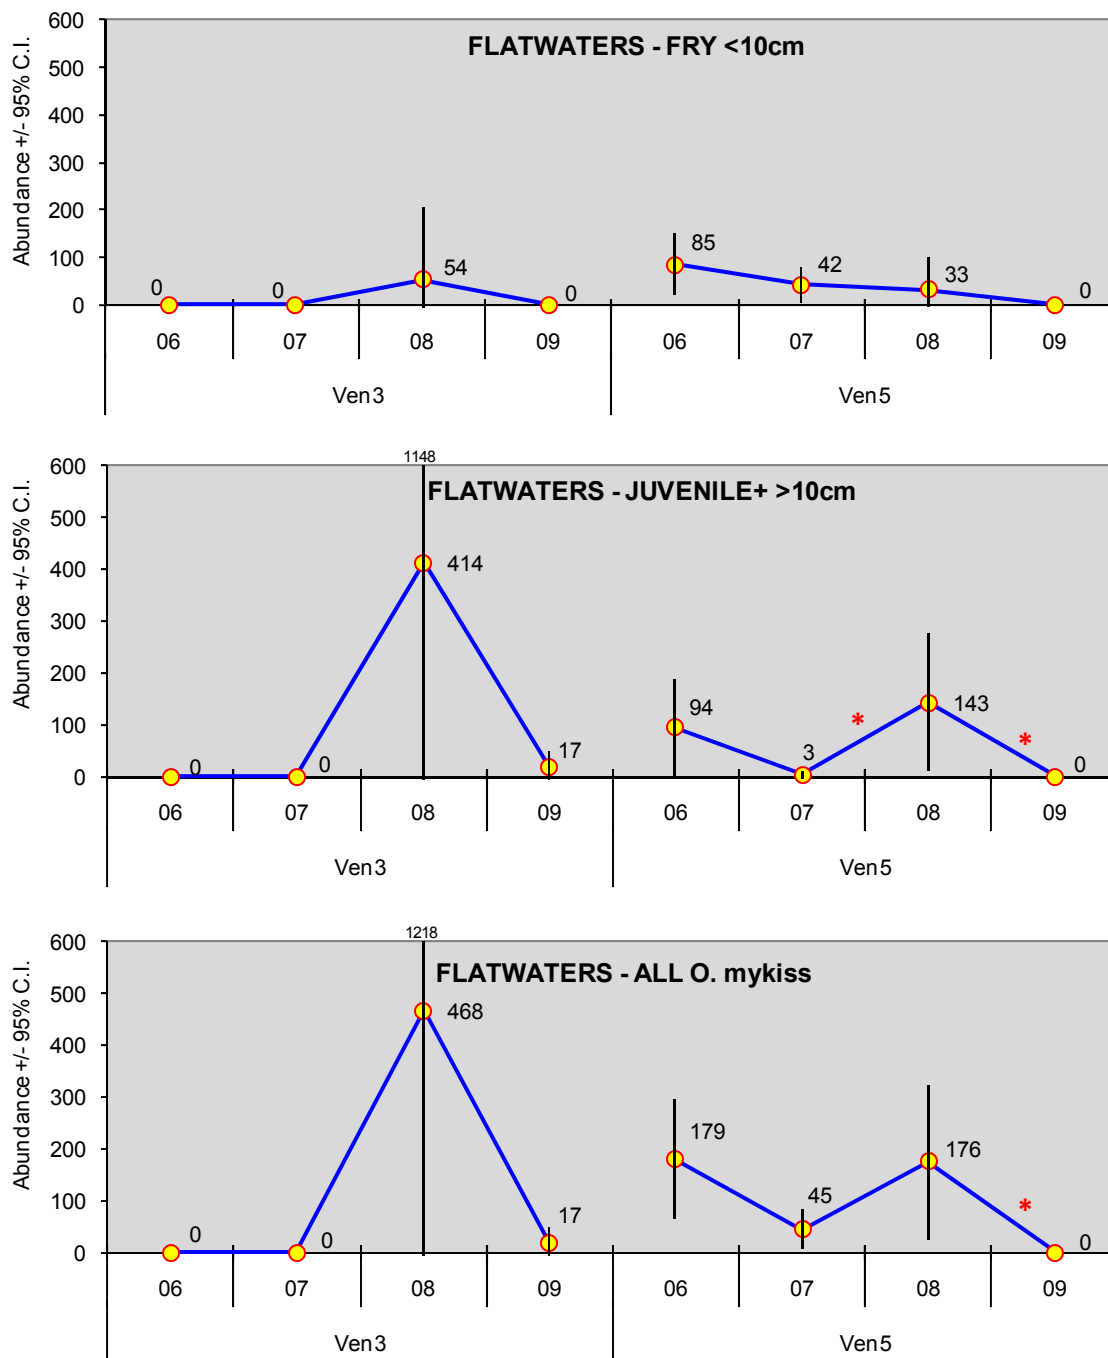 FLATWATERS - FRY <10cm
Abundance +/- 95% C.I.
600
500
400
300
200
100
0
0 0 54 0 85 42 33 0
06 07 08 09 06 07 08 09
Ven3 Ven5
1148
FLATWATERS - JUVENILE+ >10cm
Abundance +/- 95% C.I.
600
500
400
300
200
100
0
0 0 414 17 94 3 * 143 * 0
06 07 08 09 06 07 08 09
Ven3 Ven5
1218
FLATWATERS - ALL O. mykiss
Abundance +/- 95% C.I.
600
500
400
300
200
100
0
0 0 468 17 179 45 176 * 0
06 07 08 09 06 07 08 09
Ven3 Ven5